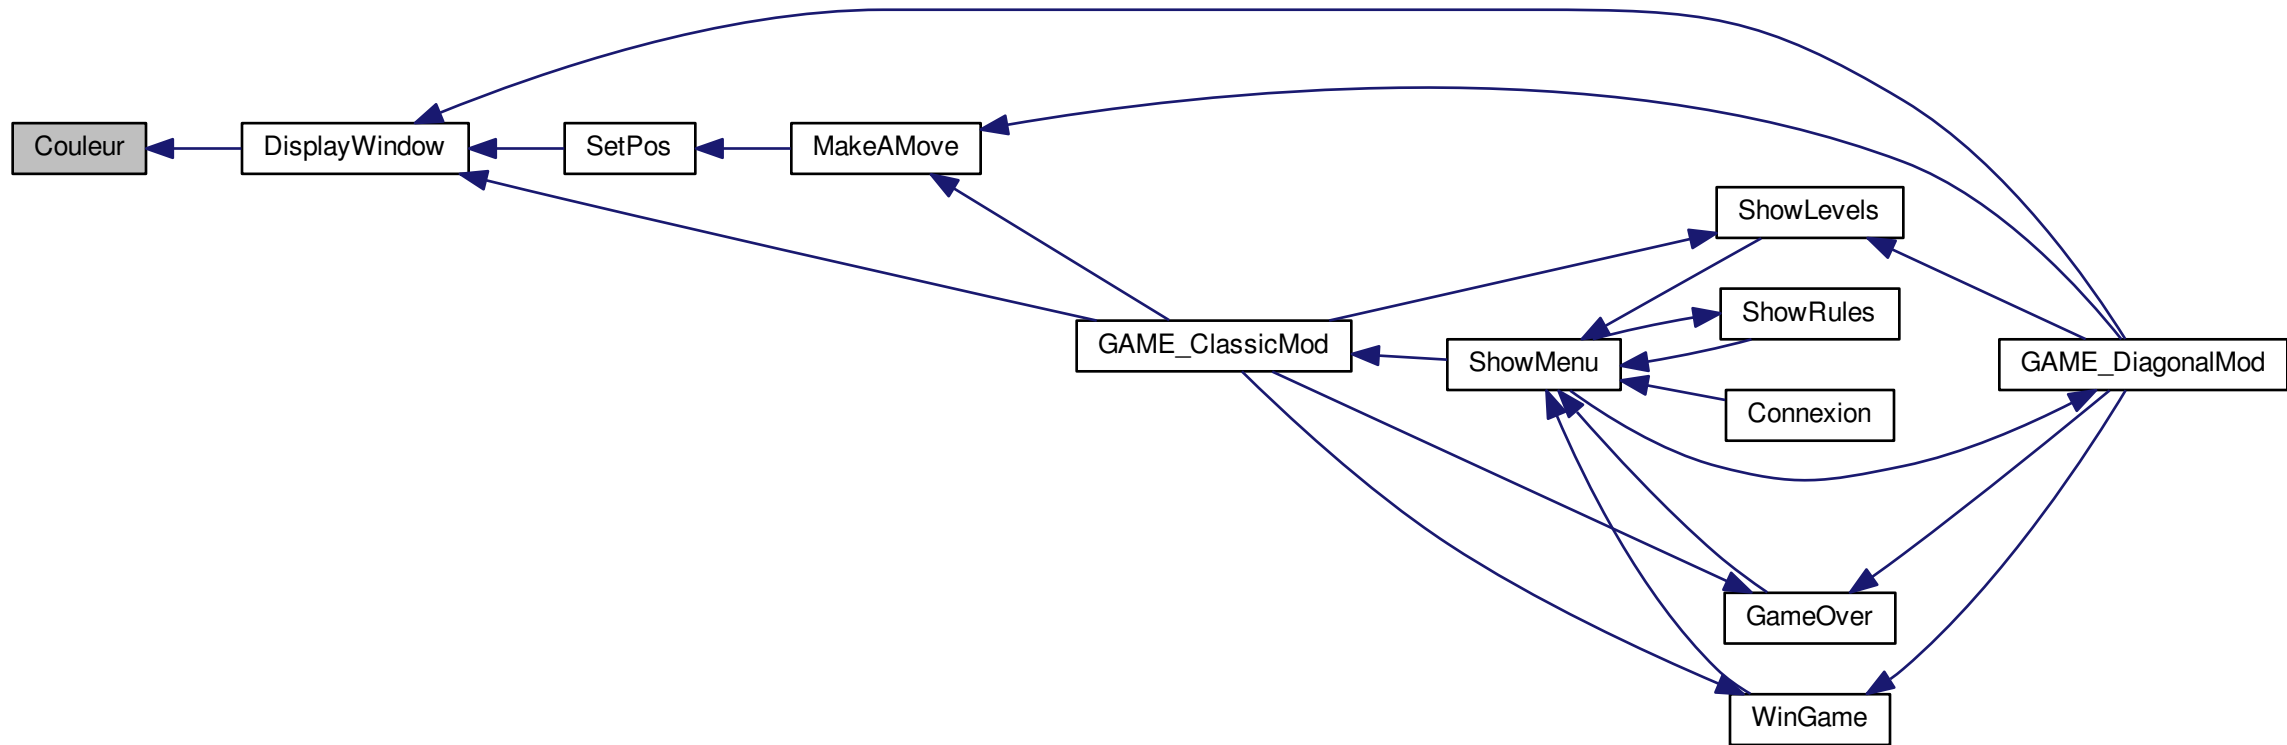 Couleur
DisplayWindow
SetPos
MakeAMove
ShowLevels
ShowRules
GAME_ClassicMod
ShowMenu
GAME_DiagonalMod
Connexion
GameOver
WinGame